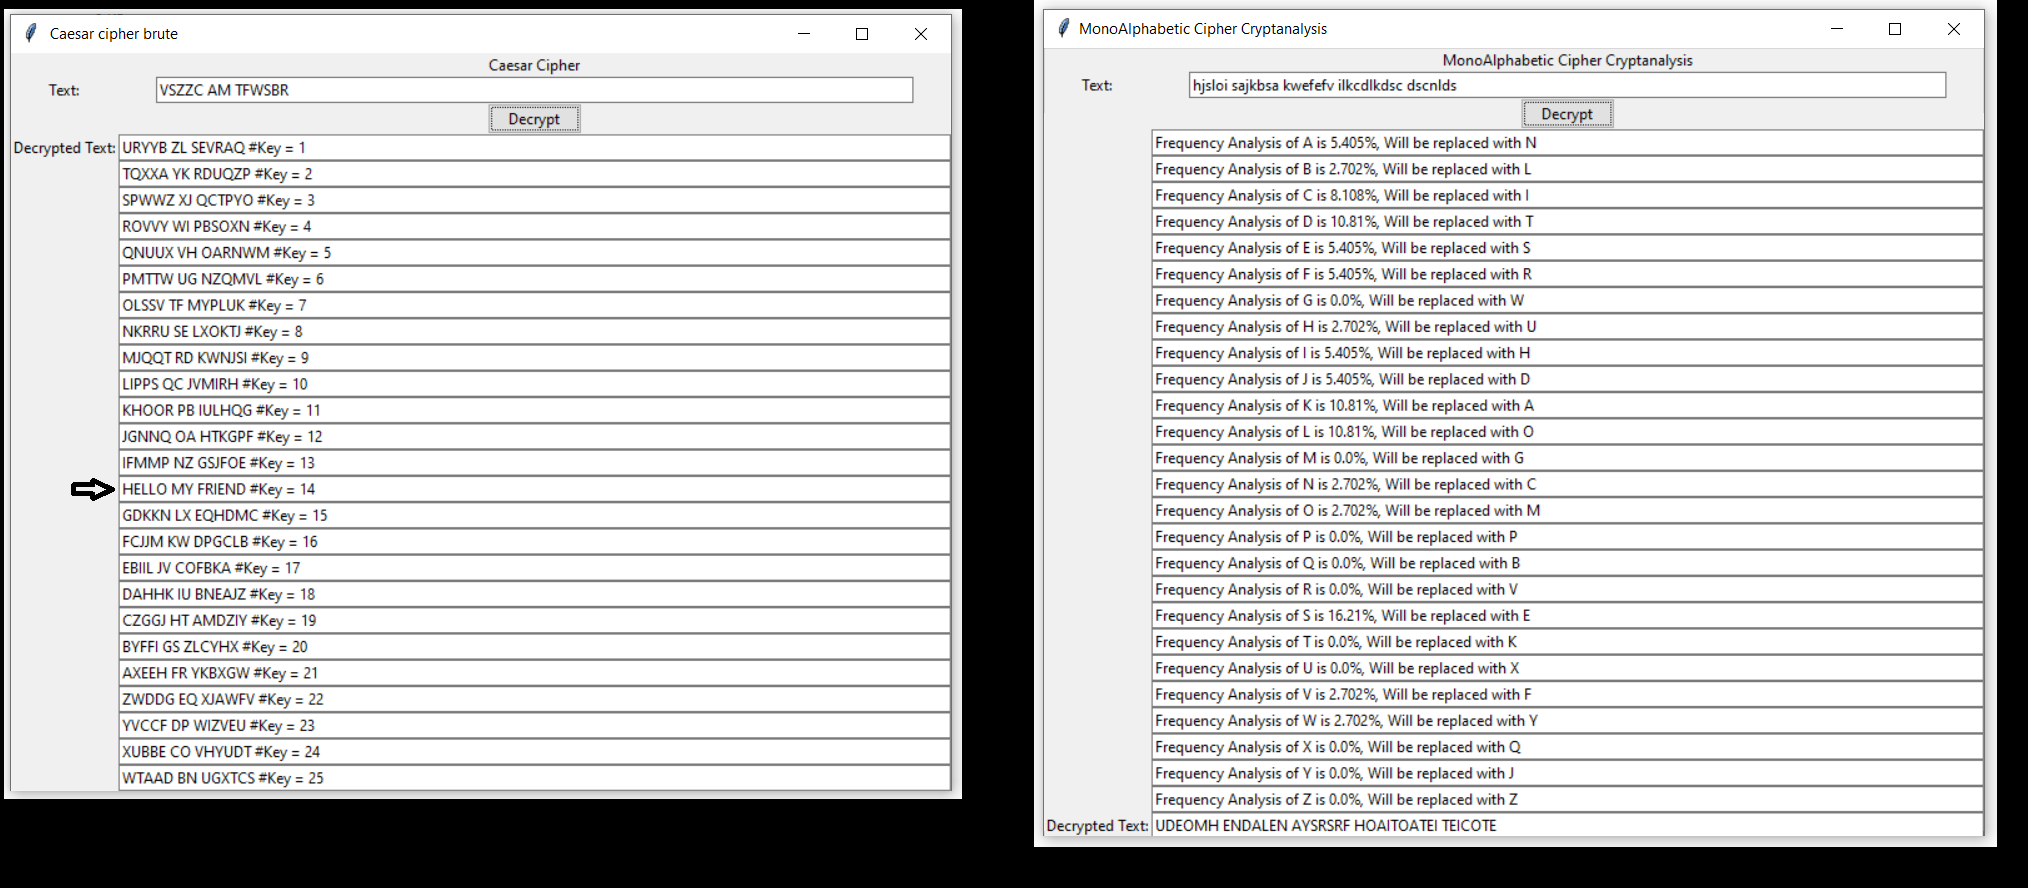 Caesar cipher brute
Caesar Cipher
Text: VSZZC AM TFWSBR
Decrypt
Decrypted Text: URYYB ZL SEVRAQ #Key = 1
TQXXA YK RDUQZP #Key = 2
SPWWZ XJ QCTPYO #Key = 3
ROVVY WI PBSOXN #Key = 4
QNUUX VH OARNWM #Key = 5
PMTTW UG NZQMVL #Key = 6
OLSSV TF MYPLUK #Key = 7
NKRRU SE LXOKTJ #Key = 8
MJQQT RD KWNJSI #Key = 9
LIPPS QC JVMIRH #Key = 10
KHOOR PB IULHQG #Key = 11
JGNNQ OA HTKGPF #Key = 12
IFMMP NZ GSJFOE #Key = 13
HELLO MY FRIEND #Key = 14
GDKKN LX EQHDMC #Key = 15
FCJJM KW DPGCLB #Key = 16
EBIIL JV COFBKA #Key = 17
DAHHK IU BNEAJZ #Key = 18
CZGGJ HT AMDZIY #Key = 19
BYFFI GS ZLCYHX #Key = 20
AXEEH FR YKBXGW #Key = 21
ZWDDG EQ XJAWFV #Key = 22
YVCCF DP WIZVEU #Key = 23
XUBBE CO VHYUDT #Key = 24
WTAAD BN UGXTCS #Key = 25
MonoAlphabetic Cipher Cryptanalysis
MonoAlphabetic Cipher Cryptanalysis
Text: hjsloi sajkbsa kwefefv ilkcdlkdsc dscnlds
Decrypt
Frequency Analysis of A is 5.405%, Will be replaced with N
Frequency Analysis of B is 2.702%, Will be replaced with L
Frequency Analysis of C is 8.108%, Will be replaced with I
Frequency Analysis of D is 10.81%, Will be replaced with T
Frequency Analysis of E is 5.405%, Will be replaced with S
Frequency Analysis of F is 5.405%, Will be replaced with R
Frequency Analysis of G is 0.0%, Will be replaced with W
Frequency Analysis of H is 2.702%, Will be replaced with U
Frequency Analysis of I is 5.405%, Will be replaced with H
Frequency Analysis of J is 5.405%, Will be replaced with D
Frequency Analysis of K is 10.81%, Will be replaced with A
Frequency Analysis of L is 10.81%, Will be replaced with O
Frequency Analysis of M is 0.0%, Will be replaced with G
Frequency Analysis of N is 2.702%, Will be replaced with C
Frequency Analysis of O is 2.702%, Will be replaced with M
Frequency Analysis of P is 0.0%, Will be replaced with P
Frequency Analysis of Q is 0.0%, Will be replaced with B
Frequency Analysis of R is 0.0%, Will be replaced with V
Frequency Analysis of S is 16.21%, Will be replaced with E
Frequency Analysis of T is 0.0%, Will be replaced with K
Frequency Analysis of U is 0.0%, Will be replaced with X
Frequency Analysis of V is 2.702%, Will be replaced with F
Frequency Analysis of W is 2.702%, Will be replaced with Y
Frequency Analysis of X is 0.0%, Will be replaced with Q
Frequency Analysis of Y is 0.0%, Will be replaced with J
Frequency Analysis of Z is 0.0%, Will be replaced with Z
Decrypted Text: UDEOMH ENDALEN AYSRSRF HOAITOATEI TEICOTE